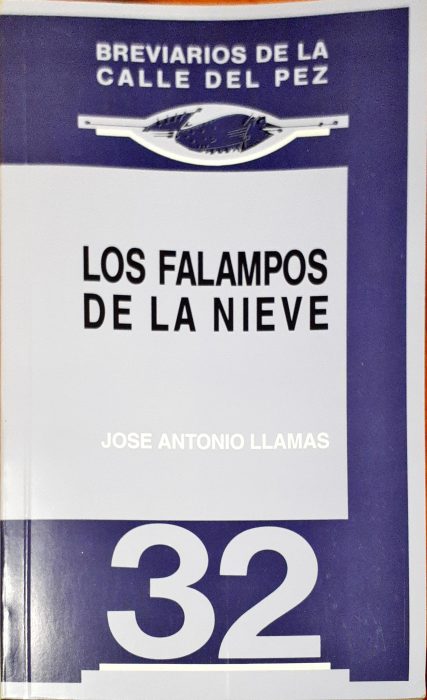 BREVIARIOS DE LA
CALLE DEL PEZ
LOS FALAMPOS
DE LA NIEVE
JOSE ANTONIO LLAMAS
32